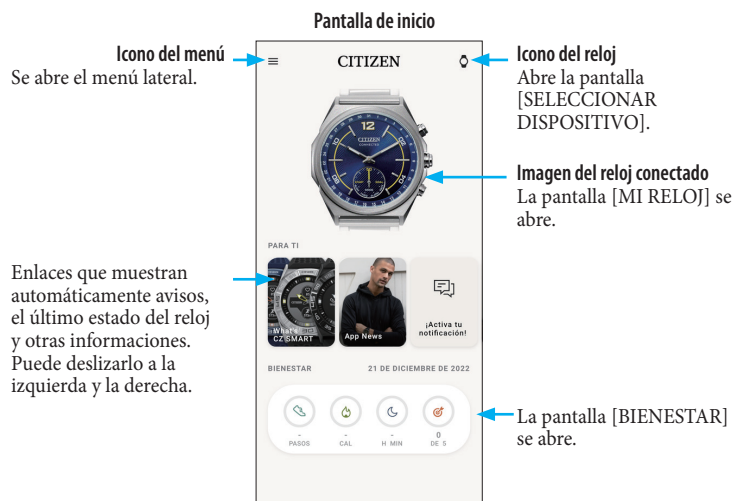 Pantalla de inicio
Icono del menú
Se abre el menú lateral.
CITIZEN
Icono del reloj
Abre la pantalla
[SELECCIONAR
DISPOSITIVO].
12
CITIZEN
CONNECTED
Imagen del reloj conectado
La pantalla [MI RELOJ] se
abre.
PARA TI
Enlaces que muestran
automáticamente avisos,
el último estado del reloj
y otras informaciones.
Puede deslizarlo a la
izquierda y la derecha.
What's
CZ SMART
App News
¡Activa tu
notificación!
BIENESTAR
21 DE DICIEMBRE DE 2022
- - - 0
PASOS CAL H MIN DE 5
La pantalla [BIENESTAR]
se abre.